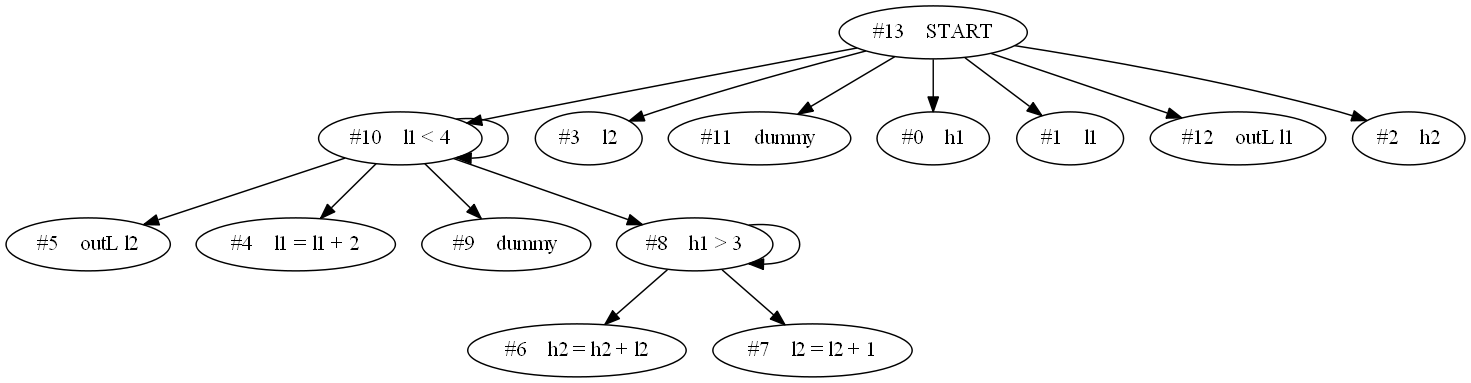 #13 START
#10 l1 < 4
#3 l2
#11 dummy
#0 h1
#1 l1
#12 outL l1
#2 h2
#5 outL l2
#4 l1 = l1 + 2
#9 dummy
#8 h1 > 3
#6 h2 = h2 + l2
#7 l2 = l2 + 1